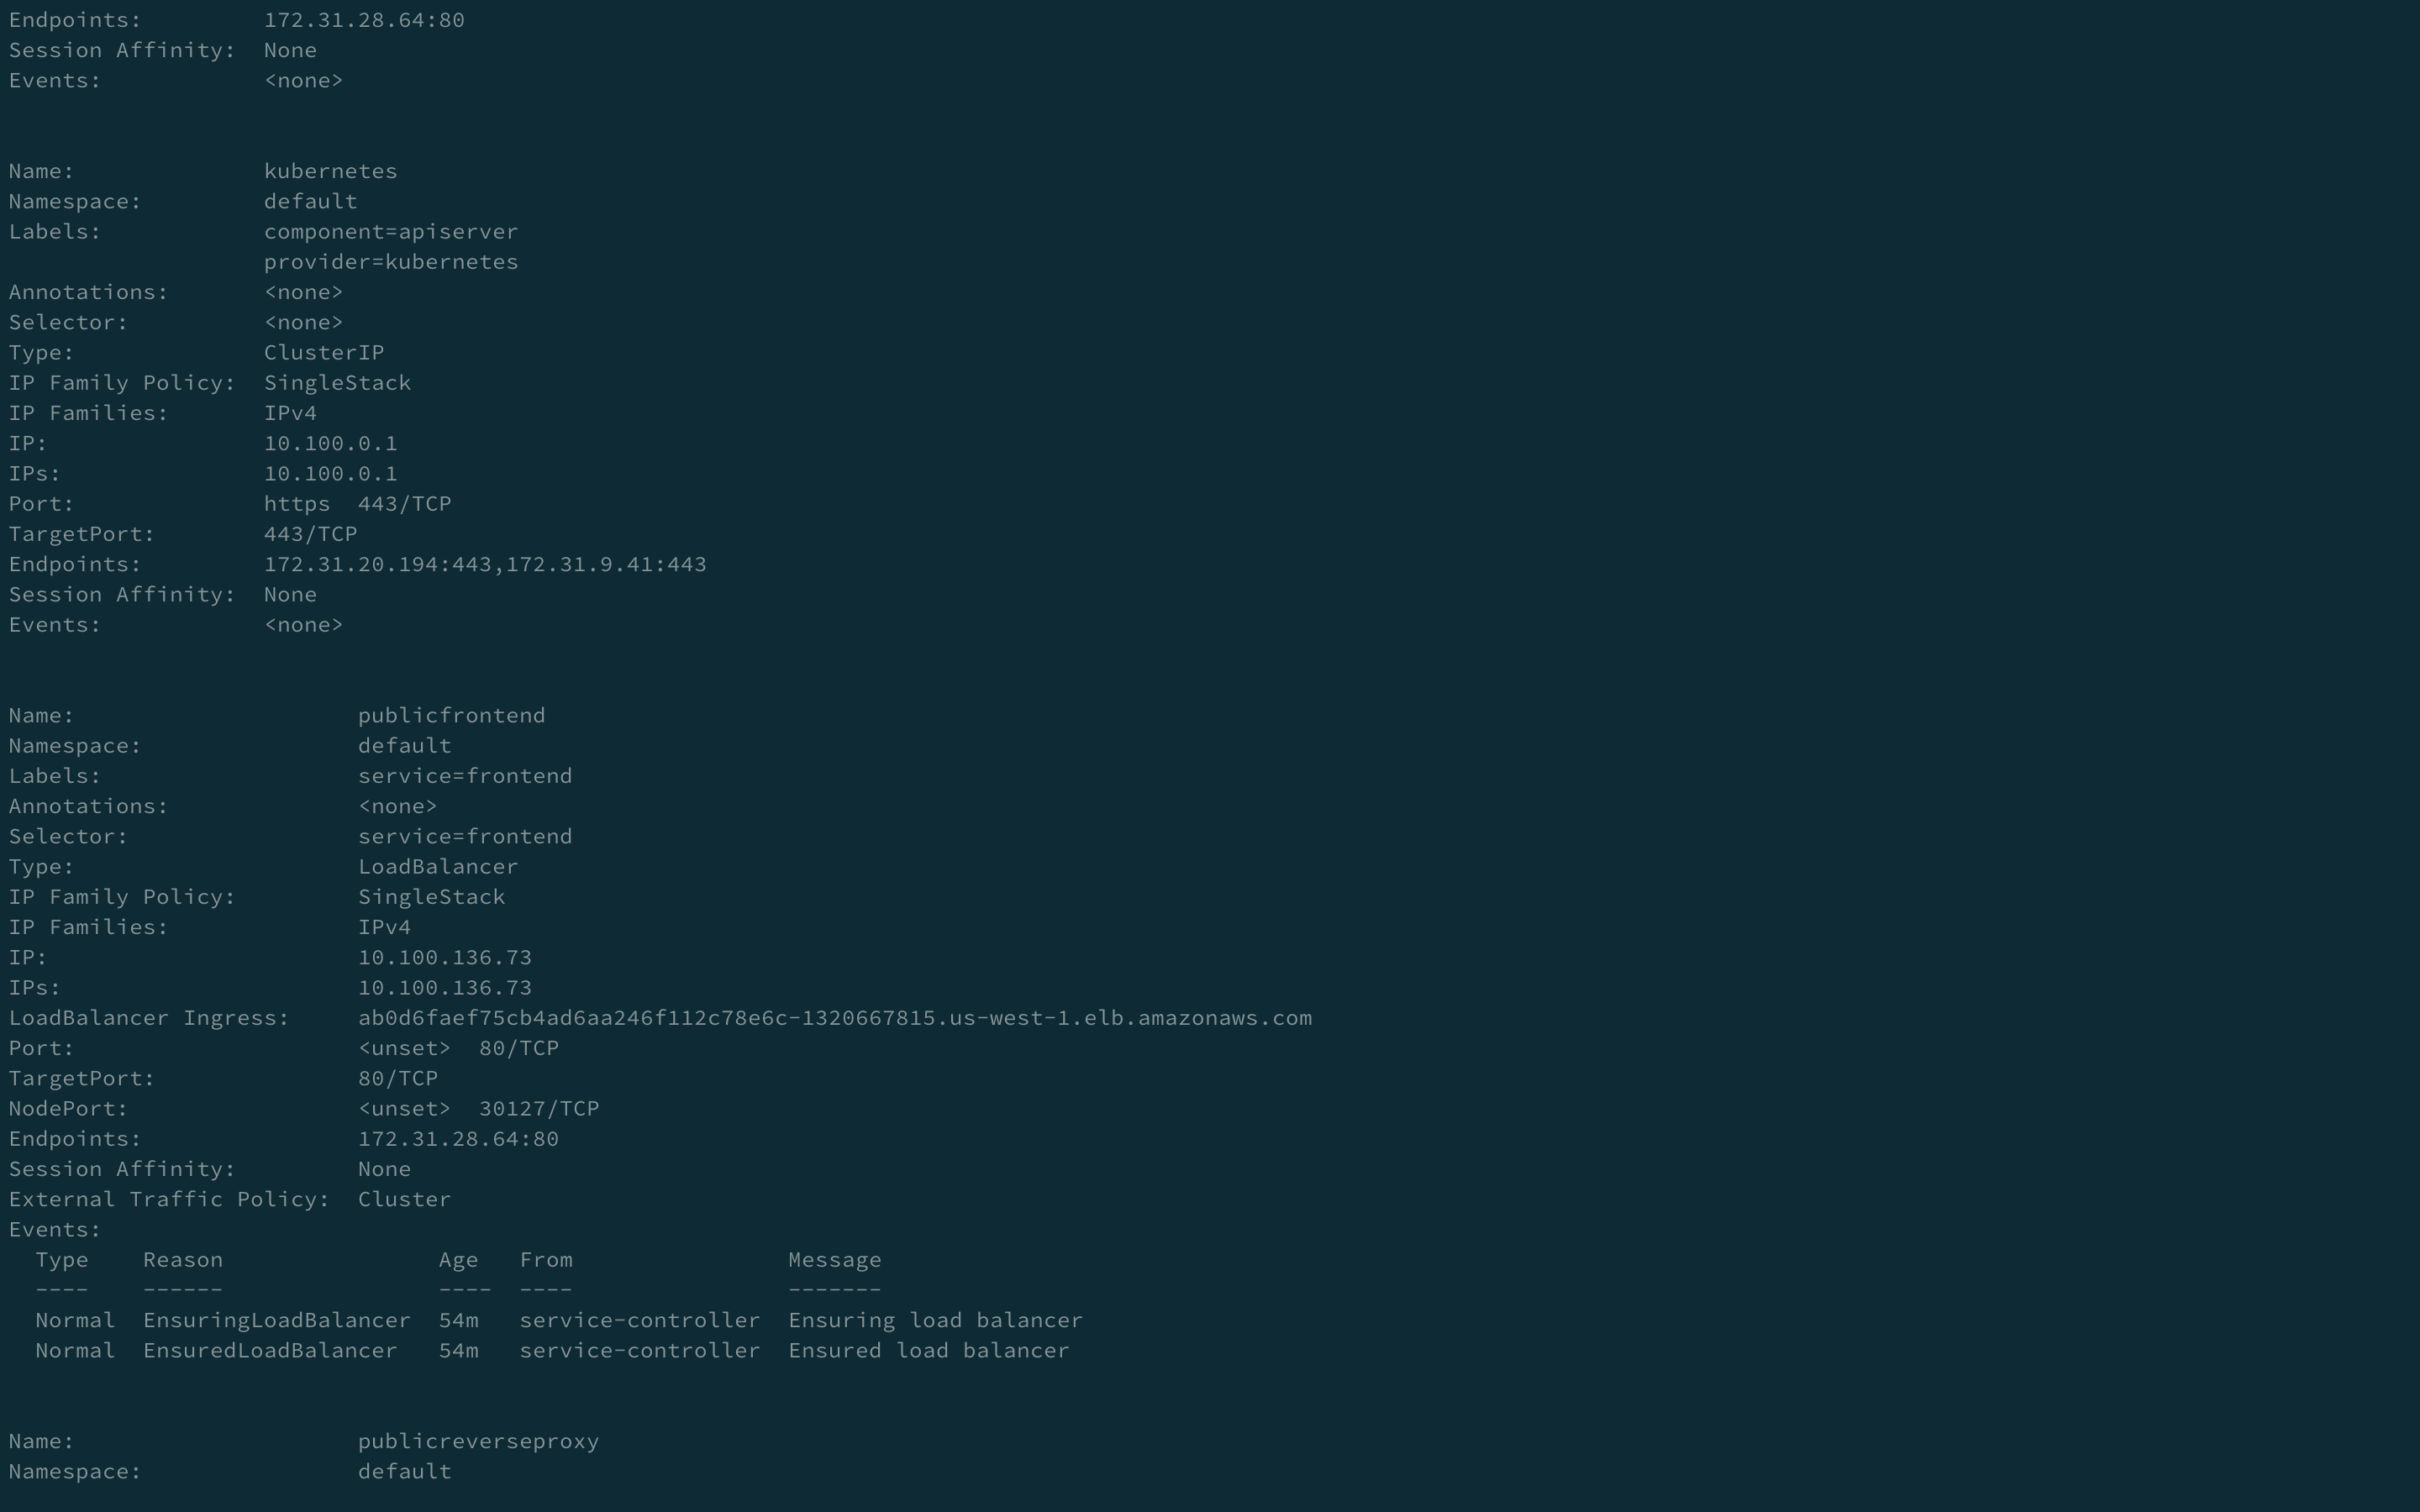 Endpoints:         172.31.28.64:80
Session Affinity:  None
Events:            <none>
Name:              kubernetes
Namespace:         default
Labels:            component=apiserver
                   provider=kubernetes
Annotations:       <none>
Selector:          <none>
Type:              ClusterIP
IP Family Policy:  SingleStack
IP Families:       IPv4
IP:                10.100.0.1
IPs:               10.100.0.1
Port:              https  443/TCP
TargetPort:        443/TCP
Endpoints:         172.31.20.194:443,172.31.9.41:443
Session Affinity:  None
Events:            <none>
Name:                     publicfrontend
Namespace:                default
Labels:                   service=frontend
Annotations:              <none>
Selector:                 service=frontend
Type:                     LoadBalancer
IP Family Policy:         SingleStack
IP Families:              IPv4
IP:                       10.100.136.73
IPs:                      10.100.136.73
LoadBalancer Ingress:     ab0d6faef75cb4ad6aa246f112c78e6c-1320667815.us-west-1.elb.amazonaws.com
Port:                     <unset>  80/TCP
TargetPort:               80/TCP
NodePort:                 <unset>  30127/TCP
Endpoints:                172.31.28.64:80
Session Affinity:         None
External Traffic Policy:  Cluster
Events:
  Type    Reason                Age   From                Message
  ----    ------                ----  ----                -------
  Normal  EnsuringLoadBalancer  54m   service-controller  Ensuring load balancer
  Normal  EnsuredLoadBalancer   54m   service-controller  Ensured load balancer
Name:                     publicreverseproxy
Namespace:                default